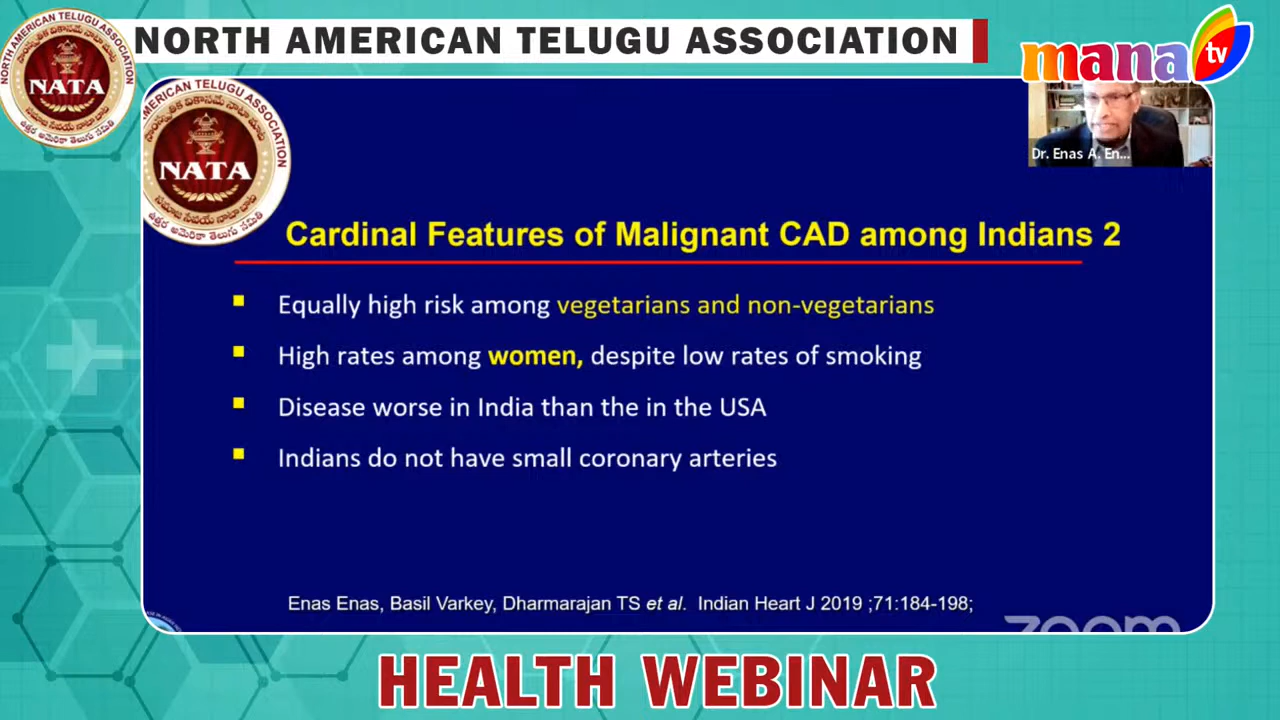 NORTH AMERICAN TELUGU ASSOCIATION
mana tv
NATA
NATA
Dr. Enas A. En...
Cardinal Features of Malignant CAD among Indians 2
Equally high risk among vegetarians and non-vegetarians
High rates among women, despite low rates of smoking
Disease worse in India than the in the USA
Indians do not have small coronary arteries
Enas Enas, Basil Varkey, Dharmarajan TS et al. Indian Heart J 2019 ;71:184-198;
zoom
HEALTH WEBINAR